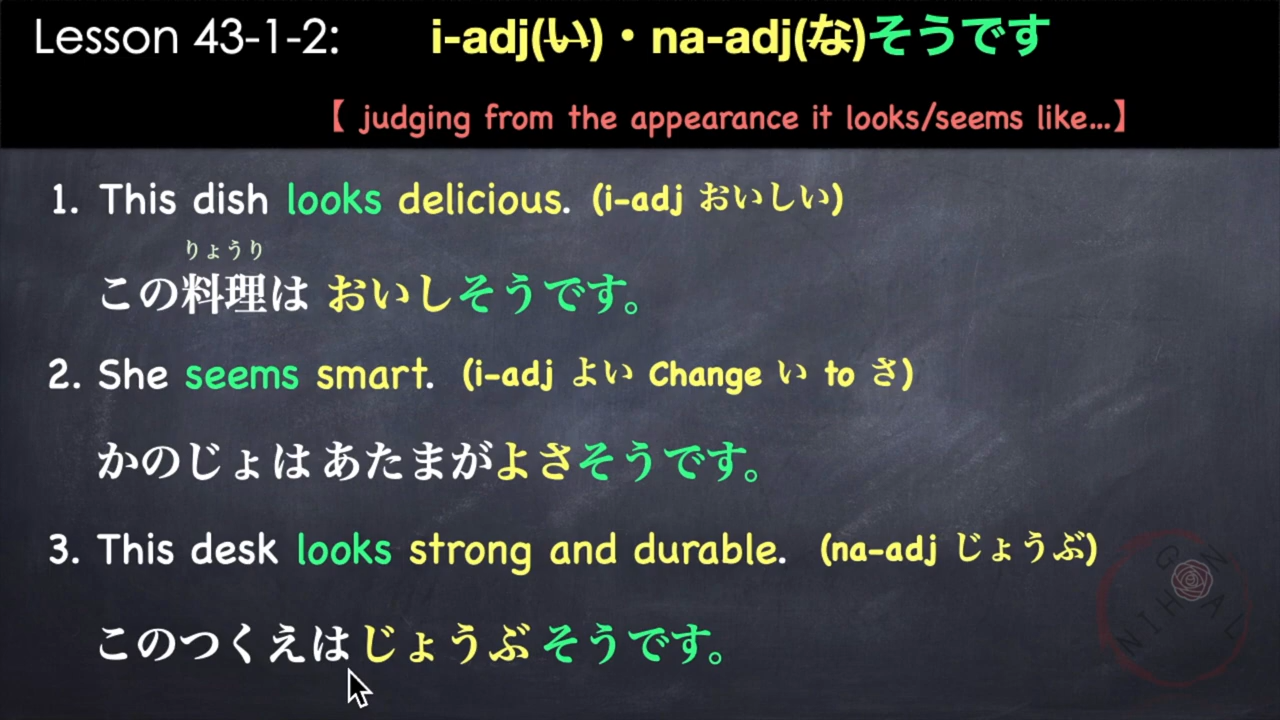 Lesson 43-1-2: i-adj(い)・na-adj(な)そうです
【 judging from the appearance it looks/seems like...】
1. This dish looks delicious. (i-adj おいしい)
りょうり
この料理は おいしそうです。
2. She seems smart. (i-adj よい Change い to さ)
かのじょは あたまがよさそうです。
3. This desk looks strong and durable. (na-adj じょうぶ)
このつくえは じょうぶ そうです。
NIHON GOAL